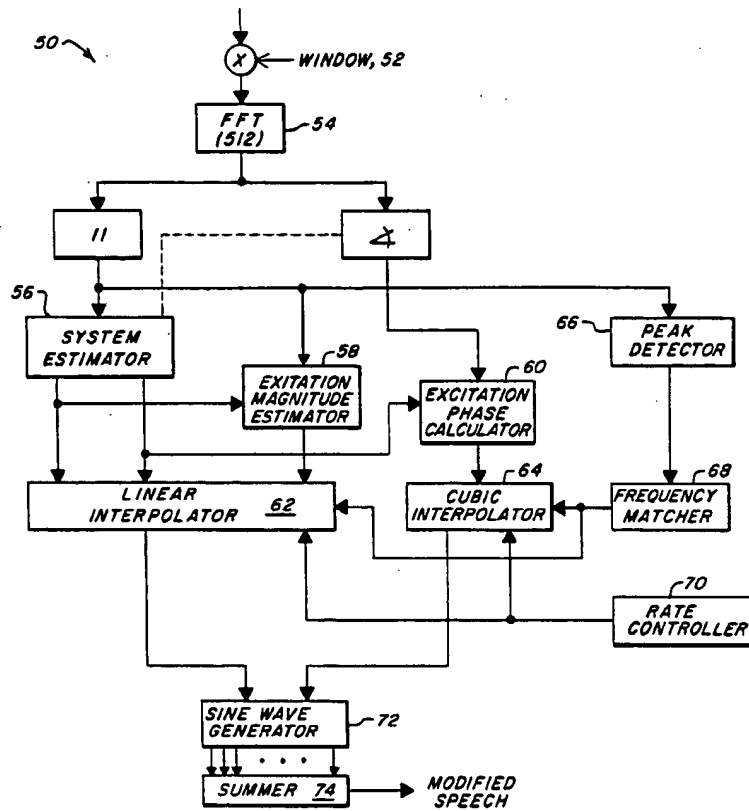 50
X
WINDOW, 52
FFT
(512)
54
||
∡
56
SYSTEM
ESTIMATOR
58
EXITATION
MAGNITUDE
ESTIMATOR
60
EXCITATION
PHASE
CALCULATOR
66
PEAK
DETECTOR
LINEAR
INTERPOLATOR 62
64
CUBIC
INTERPOLATOR
68
FREQUENCY
MATCHER
70
RATE
CONTROLLER
SINE WAVE
GENERATOR
72
• • •
SUMMER 74
MODIFIED
SPEECH